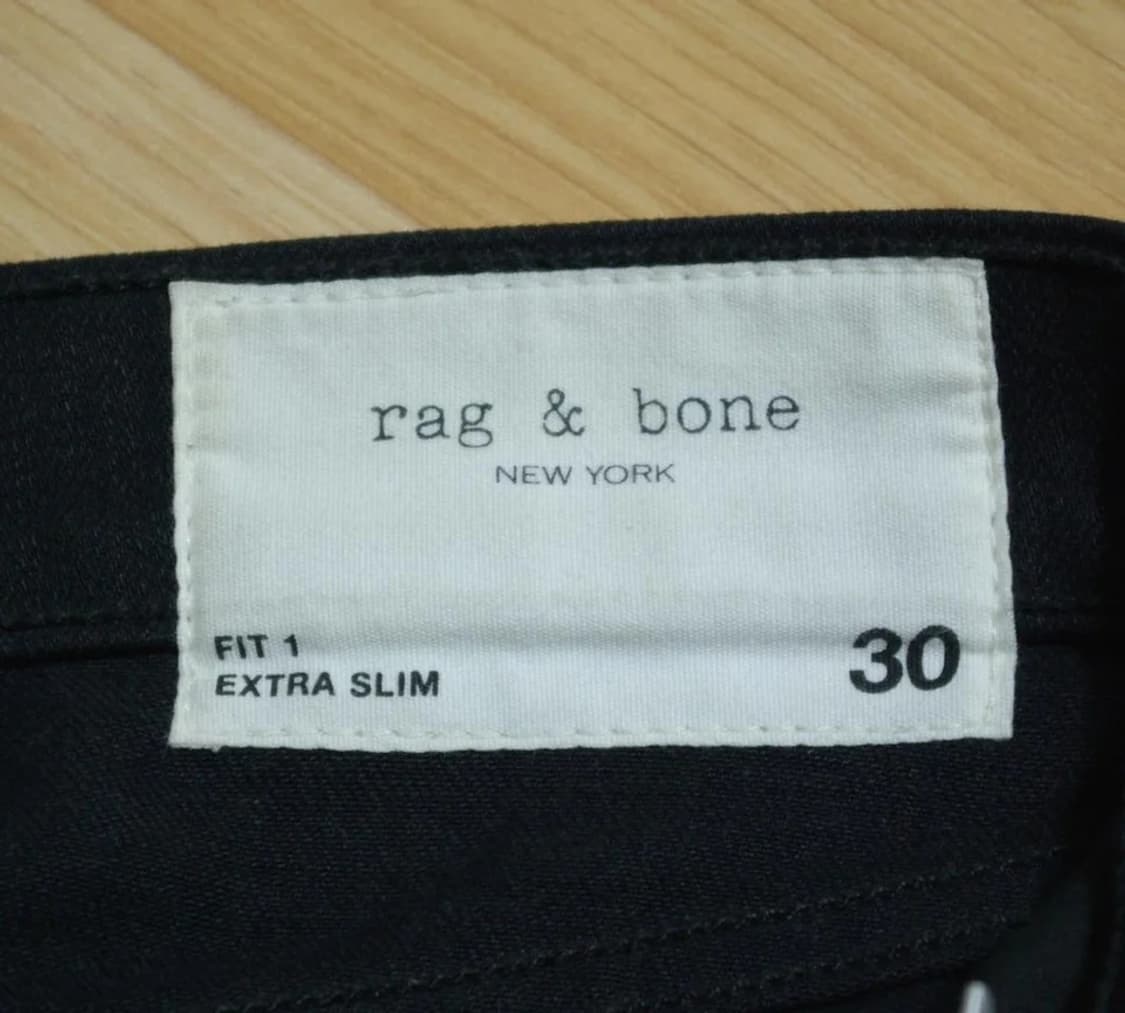 rag & bone
NEW YORK
FIT 1
EXTRA SLIM
30